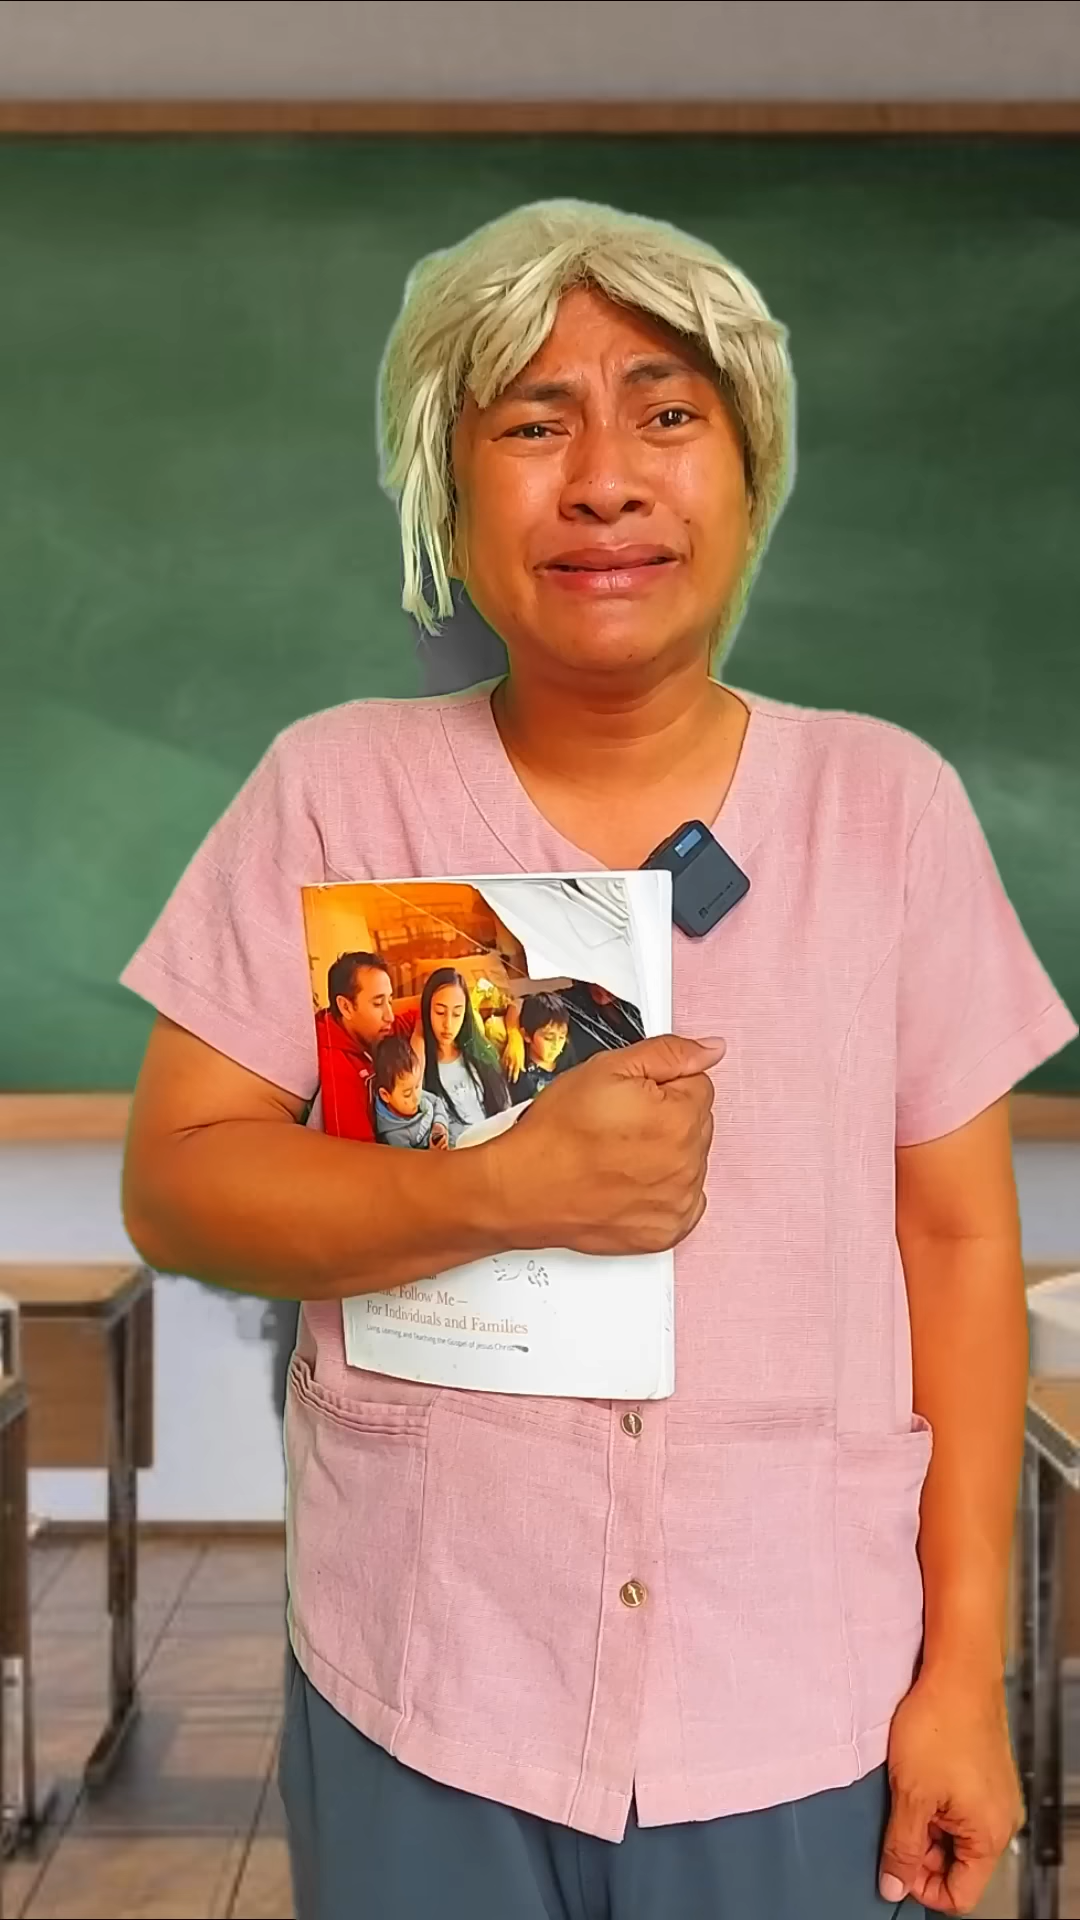 Follow Me—
For Individuals and Families
Living, Learning, and Teaching the Gospel of Jesus Christ